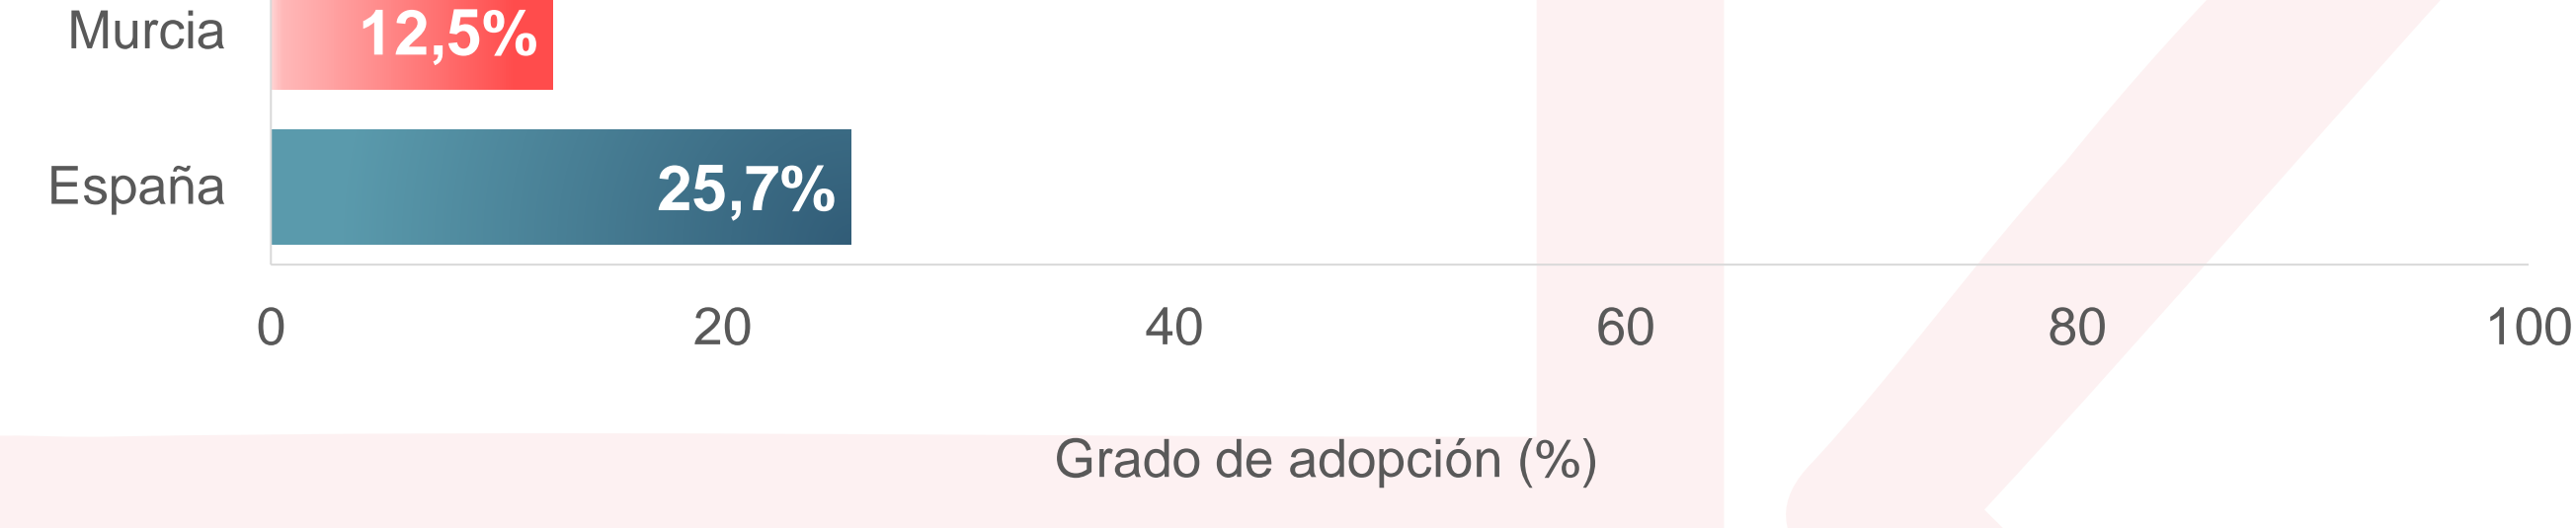 Murcia 12,5%
España 25,7%
0 20 40 60 80 100
Grado de adopción (%)